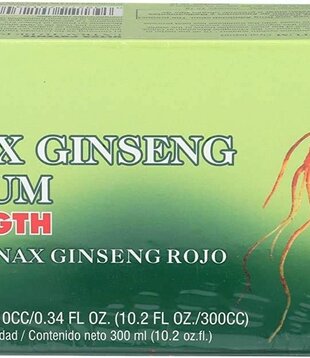 X GINSENG
UM
GTH
NAX GINSENG ROJO
0CC/0.34 FL OZ. (10.2 FL OZ./300CC)
dad / Contenido neto 300 ml (10.2 oz.fl.)